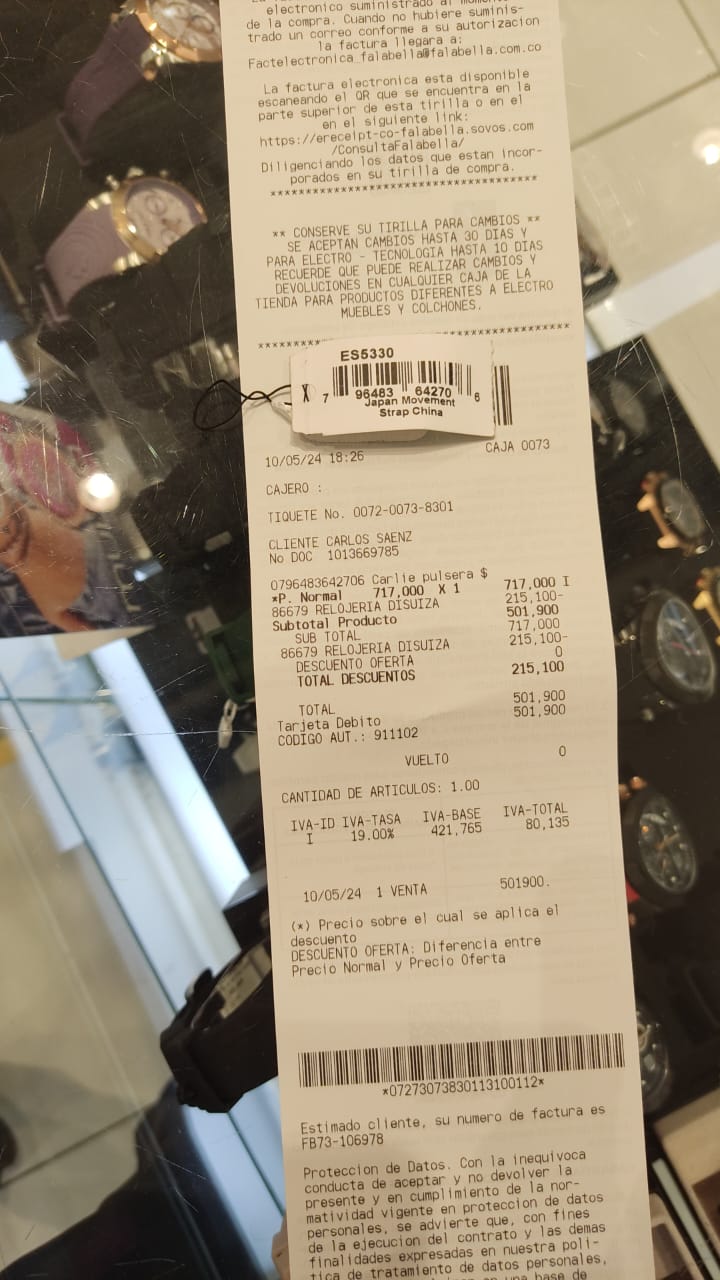 electronico suministrado al momento
de la compra. Cuando no hubiere suminis-
trado un correo conforme a su autorizacion
la factura llegara a:
Factelectronica_falabella@falabella.com.co
La factura electronica esta disponible
escaneando el QR que se encuentra en la
parte superior de esta tirilla o en el
en el siguiente link:
https://ereceipt-co-falabella.sovos.com
/ConsultaFalabella/
Diligenciando los datos que estan incor-
porados en su tirilla de compra.
****************************************
** CONSERVE SU TIRILLA PARA CAMBIOS **
SE ACEPTAN CAMBIOS HASTA 30 DIAS Y
PARA ELECTRO - TECNOLOGIA HASTA 10 DIAS
RECUERDE QUE PUEDE REALIZAR CAMBIOS Y
DEVOLUCIONES EN CUALQUIER CAJA DE LA
TIENDA PARA PRODUCTOS DIFERENTES A ELECTRO
MUEBLES Y COLCHONES.
ES5330
X 7 96483 64270 6
Japan Movement
Strap China
10/05/24 18:26 CAJA 0073
CAJERO :
TIQUETE No. 0072-0073-8301
CLIENTE CARLOS SAENZ
No DOC 1013669785
0796483642706 Carlie pulsera $
*P. Normal 717,000 X 1 717,000 I
86679 RELOJERIA DISUIZA 215,100-
Subtotal Producto 501,900
SUB TOTAL 717,000
86679 RELOJERIA DISUIZA 215,100-
DESCUENTO OFERTA 0
TOTAL DESCUENTOS 215,100
TOTAL 501,900
Tarjeta Debito 501,900
CODIGO AUT.: 911102
VUELTO 0
CANTIDAD DE ARTICULOS: 1.00
IVA-ID IVA-TASA IVA-BASE IVA-TOTAL
I 19.00% 421,765 80,135
10/05/24 1 VENTA 501900.
(*) Precio sobre el cual se aplica el
descuento
DESCUENTO OFERTA: Diferencia entre
Precio Normal y Precio Oferta
*07273073830113100112*
Estimado cliente, su numero de factura es
FB73-106978
Proteccion de Datos. Con la inequivoca
conducta de aceptar y no devolver la
presente y en cumplimiento de la nor-
matividad vigente en proteccion de datos
personales, se advierte que, con fines
de la ejecucion del contrato y las demas
finalidades expresadas en nuestra poli-
tica de tratamiento de datos personales,
en una base de